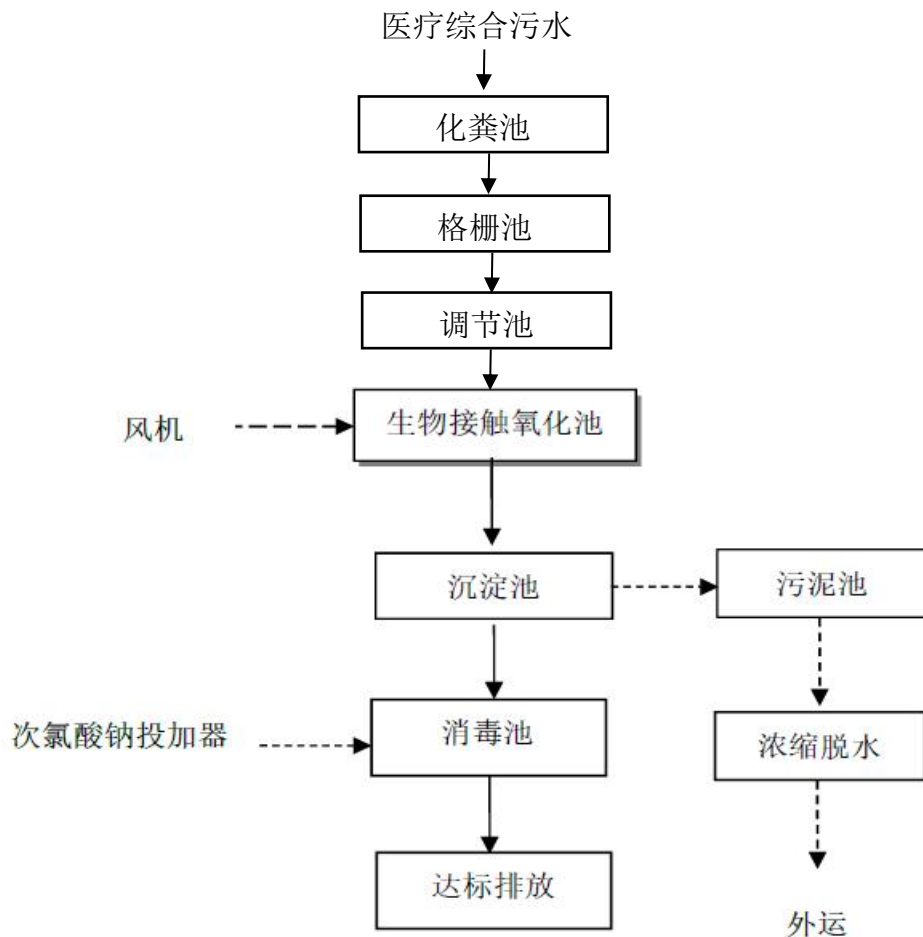 医疗综合污水
化粪池
格栅池
调节池
风机
生物接触氧化池
沉淀池
污泥池
次氯酸钠投加器
消毒池
浓缩脱水
达标排放
外运